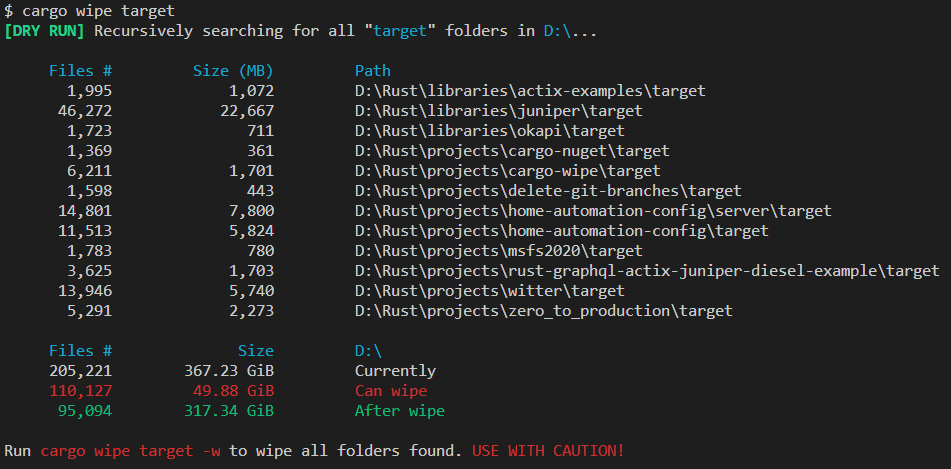 $ cargo wipe target
[DRY RUN] Recursively searching for all "target" folders in D:\...
Files # Size (MB) Path
1,995 1,072 D:\Rust\libraries\actix-examples\target
46,272 22,667 D:\Rust\libraries\juniper\target
1,723 711 D:\Rust\libraries\okapi\target
1,369 361 D:\Rust\projects\cargo-nuget\target
6,211 1,701 D:\Rust\projects\cargo-wipe\target
1,598 443 D:\Rust\projects\delete-git-branches\target
14,801 7,800 D:\Rust\projects\home-automation-config\server\target
11,513 5,824 D:\Rust\projects\home-automation-config\target
1,783 780 D:\Rust\projects\msfs2020\target
3,625 1,703 D:\Rust\projects\rust-graphql-actix-juniper-diesel-example\target
13,946 5,740 D:\Rust\projects\witter\target
5,291 2,273 D:\Rust\projects\zero_to_production\target
Files # Size D:\
205,221 367.23 GiB Currently
110,127 49.88 GiB Can wipe
95,094 317.34 GiB After wipe
Run cargo wipe target -w to wipe all folders found. USE WITH CAUTION!